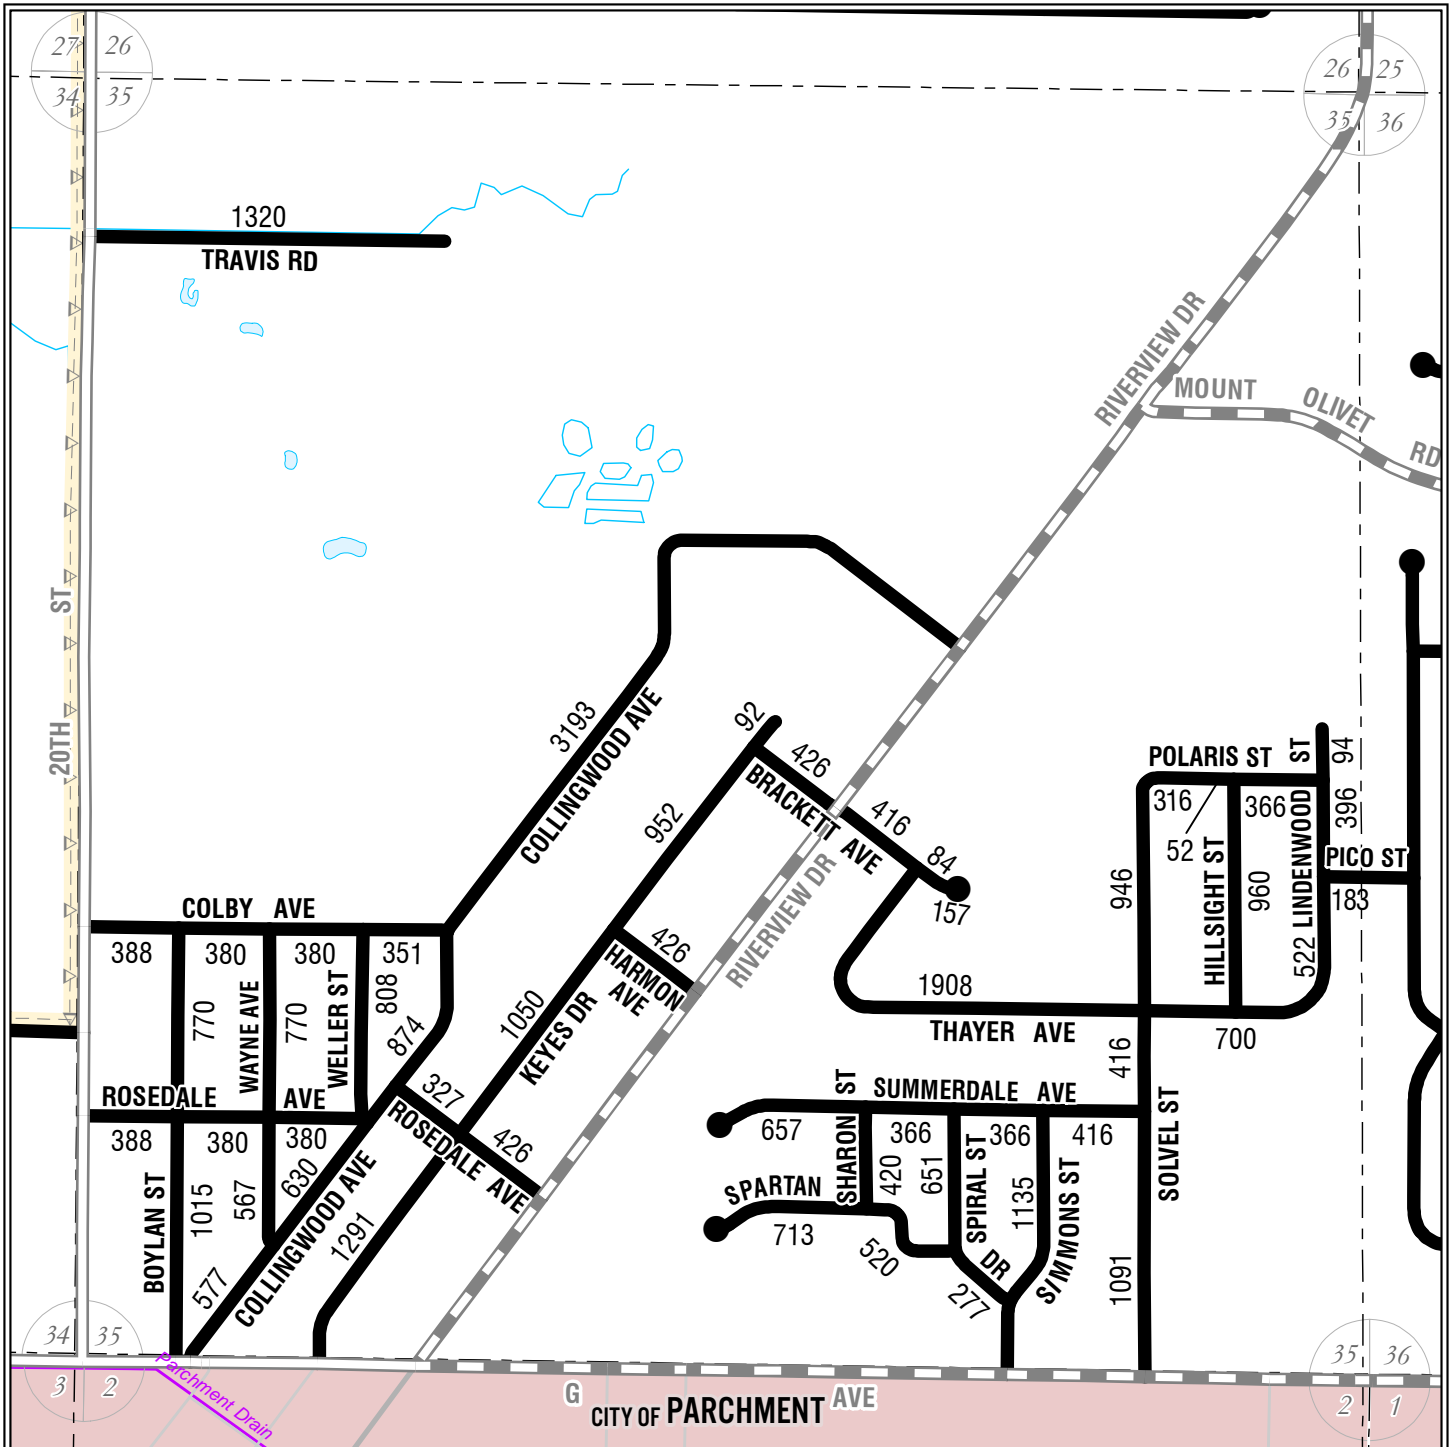 27 26
34 35
26 25
35 36
1320
TRAVIS RD
RIVERVIEW DR
MOUNT OLIVET RD
20TH ST
3193
COLLINGWOOD AVE
92
426
BRACKETT AVE
416
84
157
952
RIVERVIEW DR
POLARIS ST
94
316
366
396
52
PICO ST
183
946
HILLSIGHT ST
960
522
LINDENWOOD ST
COLBY AVE
388
380
380
351
426
HARMON AVE
770
WAYNE AVE
770
WELLER ST
808
874
1050
KEYES DR
1908
THAYER AVE
700
416
ROSEDALE AVE
388
380
380
327
ROSEDALE AVE
426
SUMMERDALE AVE
657
SHARON ST
366
366
416
SOLVEL ST
BOYLAN ST
1015
567
630
COLLINGWOOD AVE
577
1291
420
651
SPIRAL ST
1135
SIMMONS ST
SPARTAN DR
713
520
277
1091
34 35
3 2
35 36
2 1
Parchment Drain
G AVE
CITY OF PARCHMENT